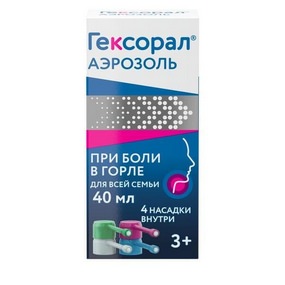 Гексорал®
АЭРОЗОЛЬ
ПРИ БОЛИ
В ГОРЛЕ
ДЛЯ ВСЕЙ СЕМЬИ
40 мл
4 НАСАДКИ
ВНУТРИ
3+